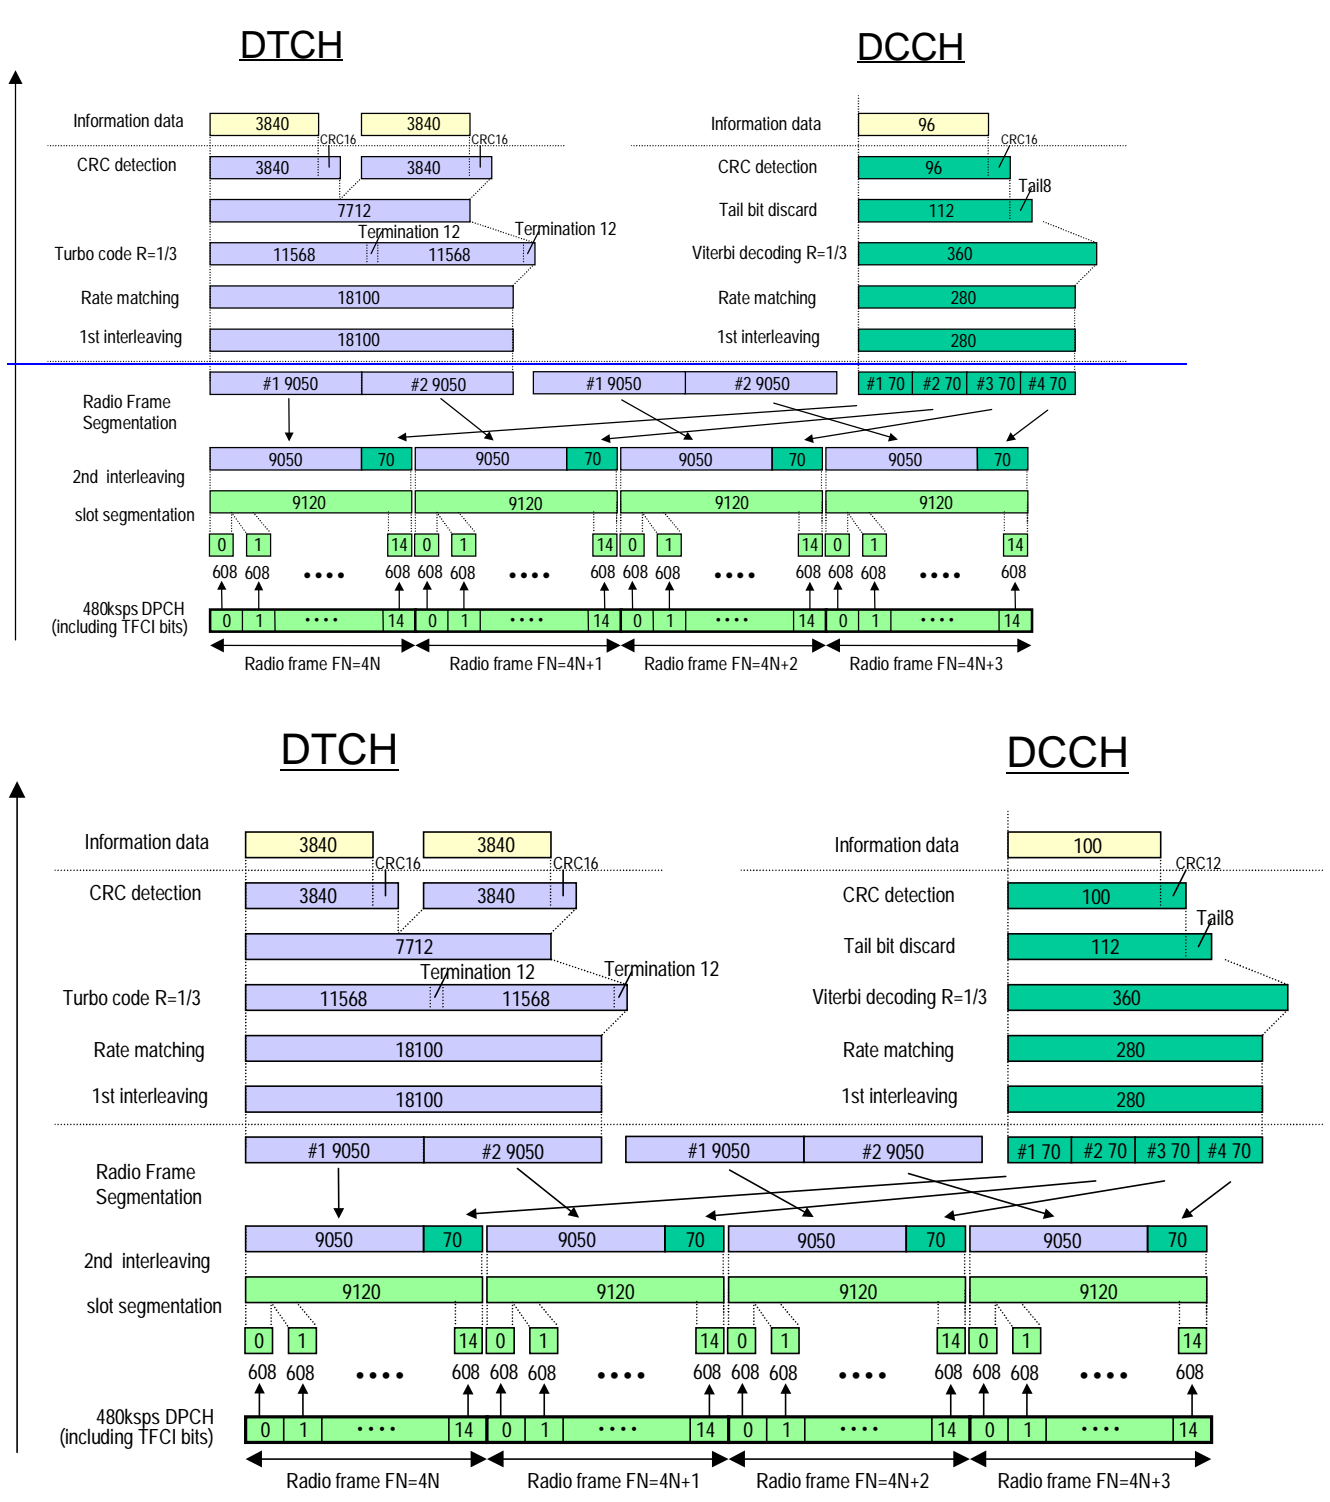 DTCH DCCH
Information data 3840 3840 Information data 96
CRC16 CRC16 CRC16
CRC detection 3840 3840 CRC detection 96
Tail8
7712 Tail bit discard 112
Termination 12 Termination 12
Turbo code R=1/3 11568 11568 Viterbi decoding R=1/3 360
Rate matching 18100 Rate matching 280
1st interleaving 18100 1st interleaving 280
#1 9050 #2 9050 #1 9050 #2 9050 #1 70 #2 70 #3 70 #4 70
Radio Frame
Segmentation
9050 70 9050 70 9050 70 9050 70
2nd interleaving
9120 9120 9120 9120
slot segmentation
0 1 14 0 1 14 0 1 14 0 1 14
608 608 •••• 608 608 608 •••• 608 608 608 •••• 608 608 608 •••• 608
480ksps DPCH
(including TFCI bits)
0 1 •••• 14 0 1 •••• 14 0 1 •••• 14 0 1 •••• 14
Radio frame FN=4N Radio frame FN=4N+1 Radio frame FN=4N+2 Radio frame FN=4N+3
DTCH DCCH
Information data 3840 3840 Information data 100
CRC16 CRC16 CRC12
CRC detection 3840 3840 CRC detection 100
Tail8
7712 Tail bit discard 112
Termination 12 Termination 12
Turbo code R=1/3 11568 11568 Viterbi decoding R=1/3 360
Rate matching 18100 Rate matching 280
1st interleaving 18100 1st interleaving 280
#1 9050 #2 9050 #1 9050 #2 9050 #1 70 #2 70 #3 70 #4 70
Radio Frame
Segmentation
9050 70 9050 70 9050 70 9050 70
2nd interleaving
9120 9120 9120 9120
slot segmentation
0 1 14 0 1 14 0 1 14 0 1 14
608 608 •••• 608 608 608 •••• 608 608 608 •••• 608 608 608 •••• 608
480ksps DPCH
(including TFCI bits)
0 1 •••• 14 0 1 •••• 14 0 1 •••• 14 0 1 •••• 14
Radio frame FN=4N Radio frame FN=4N+1 Radio frame FN=4N+2 Radio frame FN=4N+3